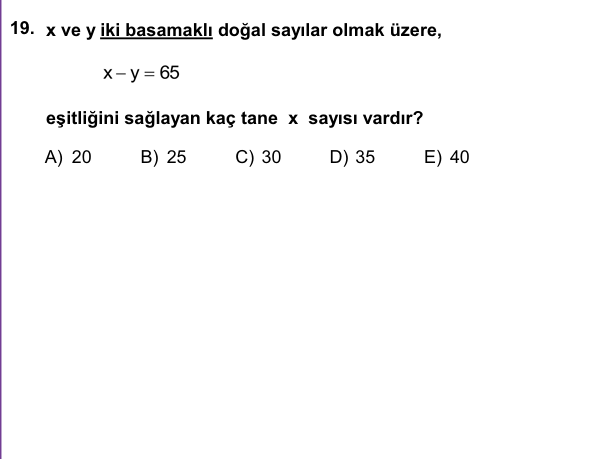 19. x ve y iki basamaklı doğal sayılar olmak üzere,
x – y = 65
eşitliğini sağlayan kaç tane x sayısı vardır?
A) 20 B) 25 C) 30 D) 35 E) 40